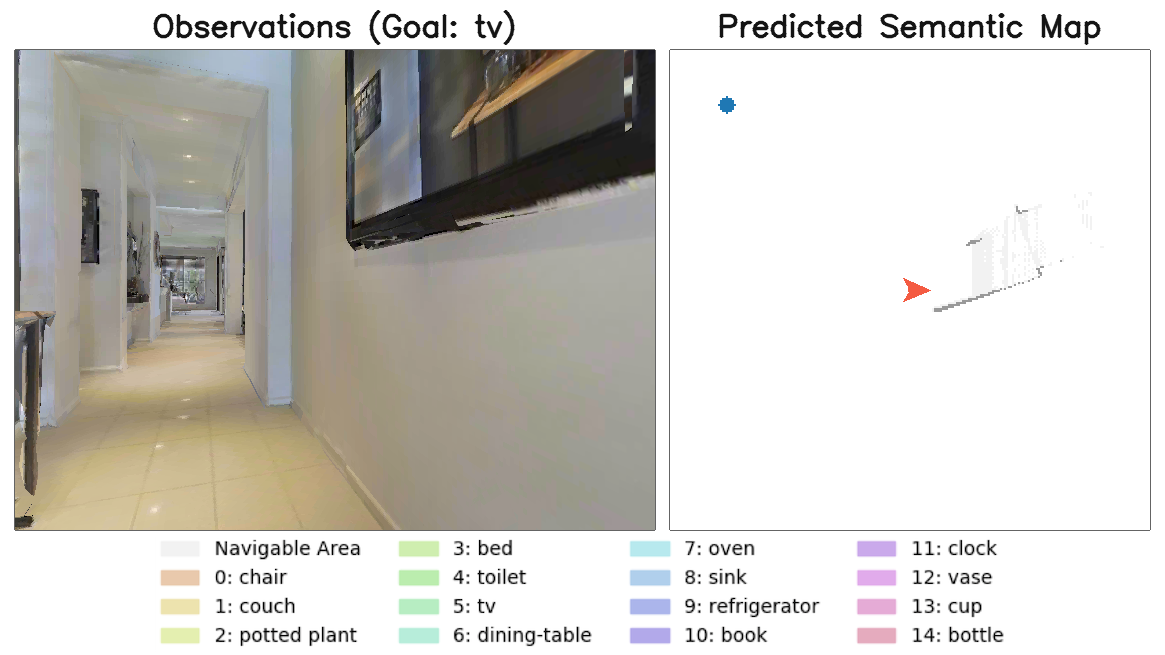 Observations (Goal: tv)
Predicted Semantic Map
Navigable Area
0: chair
1: couch
2: potted plant
3: bed
4: toilet
5: tv
6: dining-table
7: oven
8: sink
9: refrigerator
10: book
11: clock
12: vase
13: cup
14: bottle